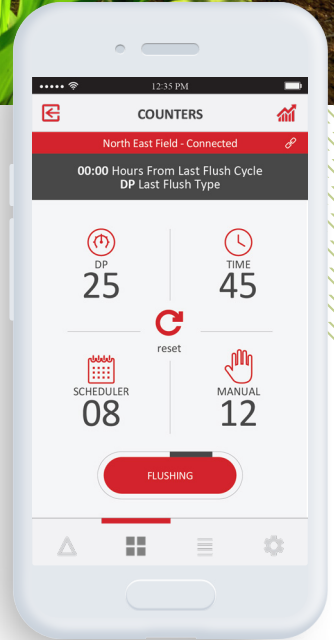 12:35 PM
COUNTERS
North East Field - Connected
00:00 Hours From Last Flush Cycle
DP Last Flush Type
DP
25
TIME
45
reset
SCHEDULER
08
MANUAL
12
FLUSHING